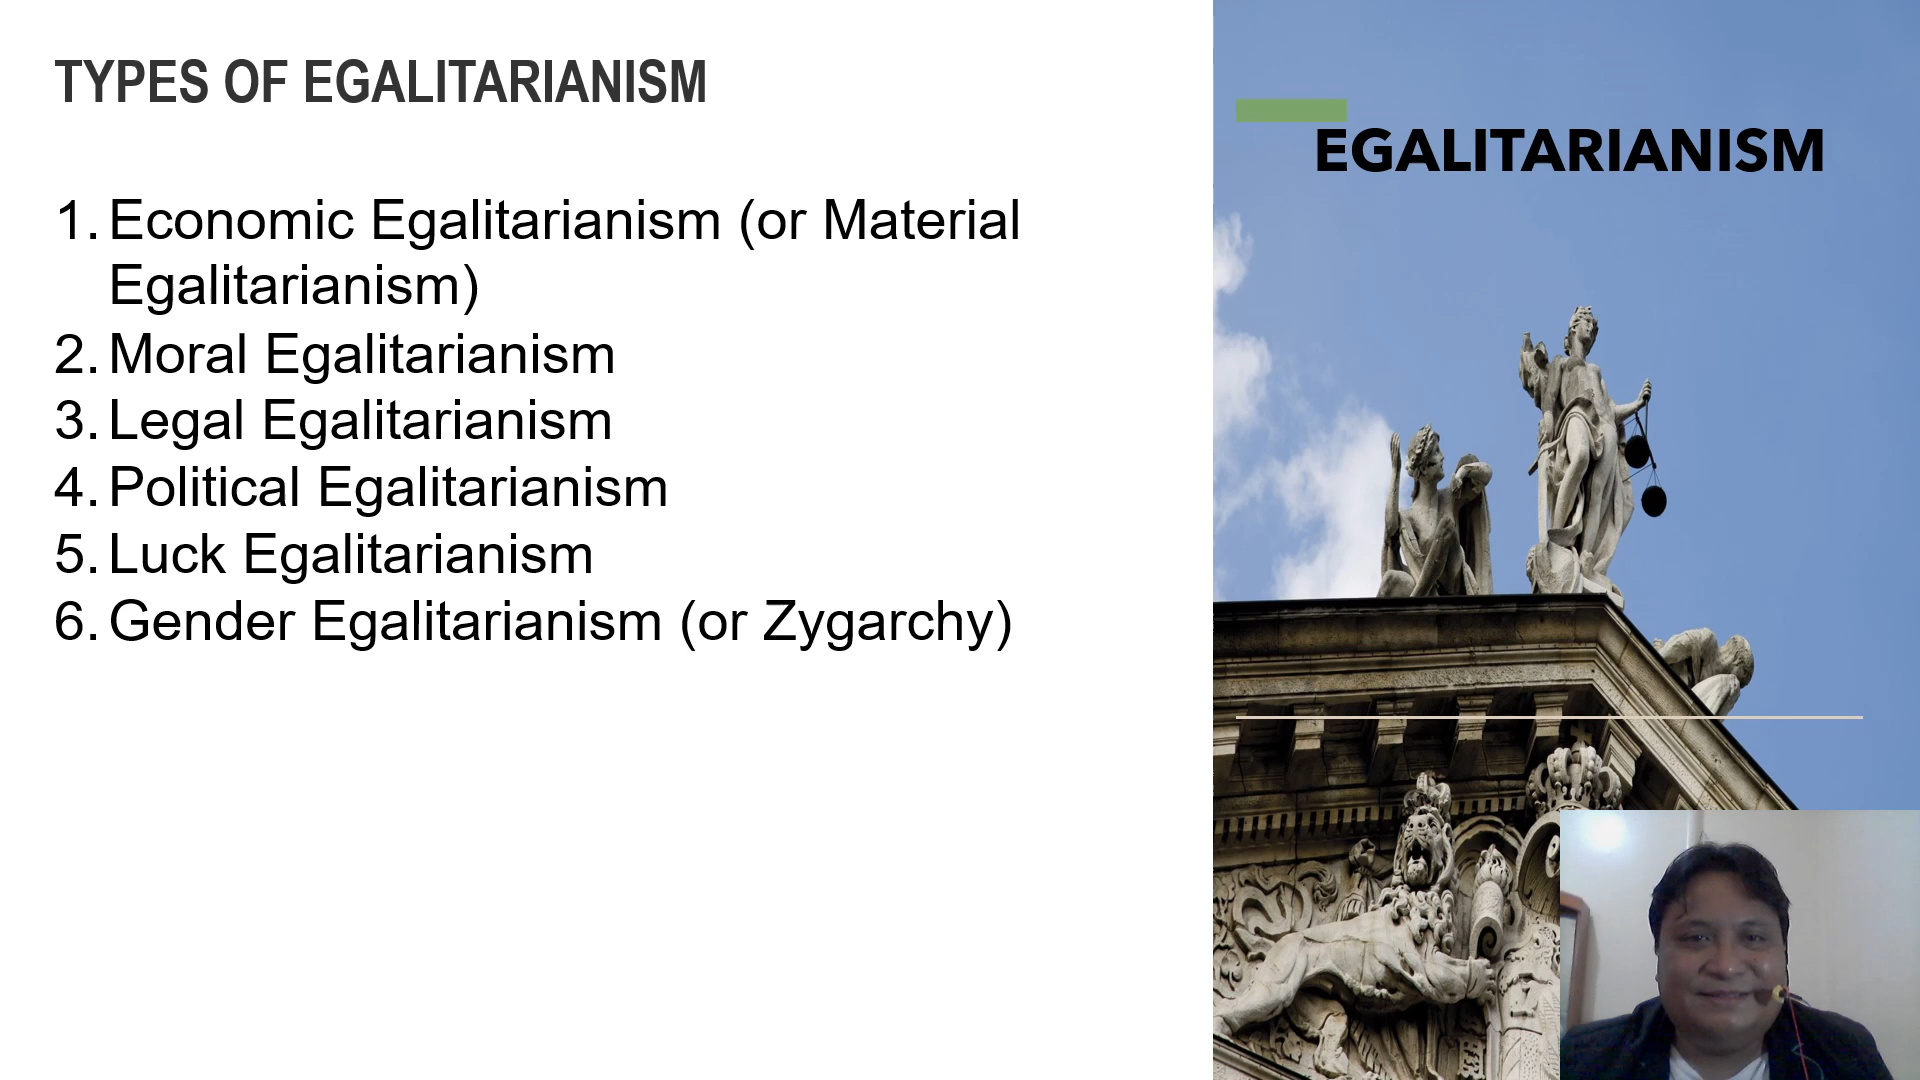 TYPES OF EGALITARIANISM
1. Economic Egalitarianism (or Material
Egalitarianism)
2. Moral Egalitarianism
3. Legal Egalitarianism
4. Political Egalitarianism
5. Luck Egalitarianism
6. Gender Egalitarianism (or Zygarchy)
EGALITARIANISM